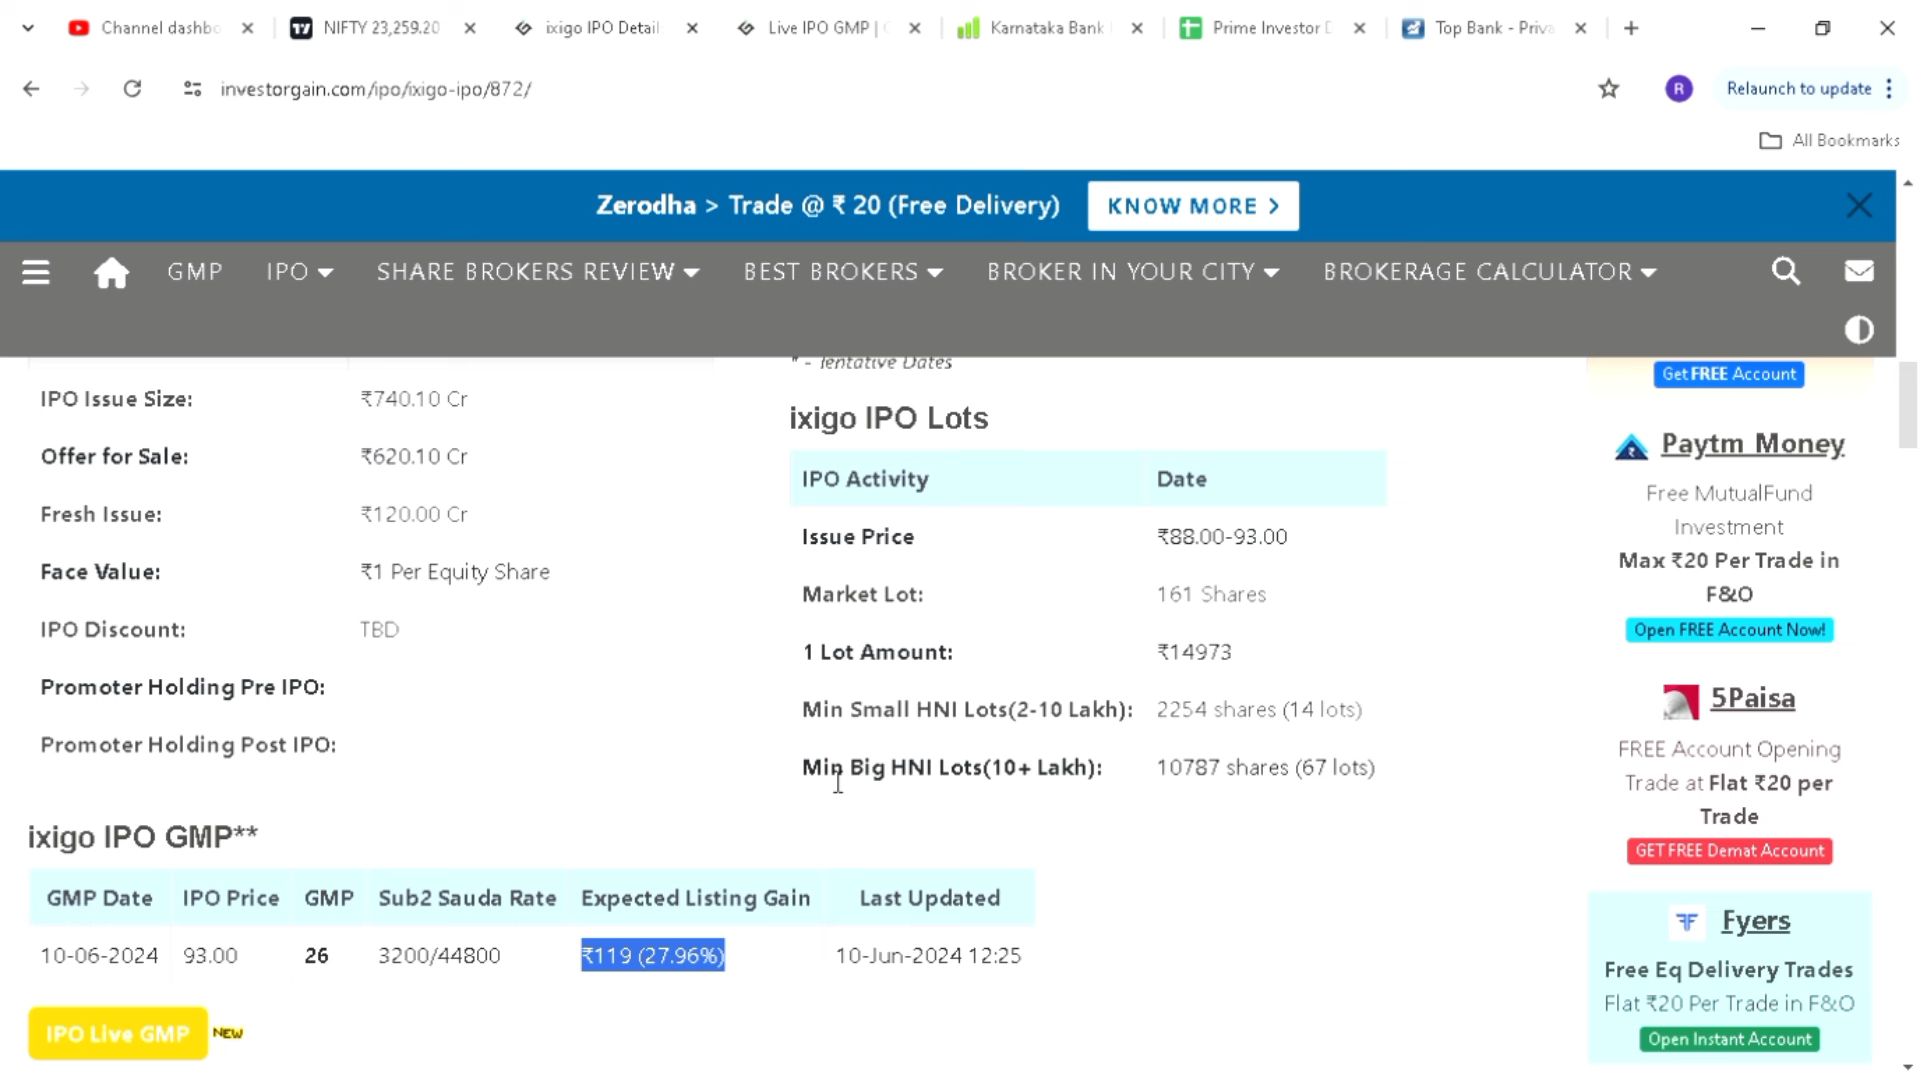 Channel dashbo
NIFTY 23,259.20
ixigo IPO Detail
Live IPO GMP |
Karnataka Bank
Prime Investor D
Top Bank - Priva
investorgain.com/ipo/ixigo-ipo/872/
R
Relaunch to update
All Bookmarks
Zerodha > Trade @ ₹ 20 (Free Delivery)
KNOW MORE >
GMP
IPO
SHARE BROKERS REVIEW
BEST BROKERS
BROKER IN YOUR CITY
BROKERAGE CALCULATOR
* - Tentative Dates
IPO Issue Size: ₹740.10 Cr
Offer for Sale: ₹620.10 Cr
Fresh Issue: ₹120.00 Cr
Face Value: ₹1 Per Equity Share
IPO Discount: TBD
Promoter Holding Pre IPO:
Promoter Holding Post IPO:
ixigo IPO Lots
IPO Activity Date
Issue Price ₹88.00-93.00
Market Lot: 161 Shares
1 Lot Amount: ₹14973
Min Small HNI Lots(2-10 Lakh): 2254 shares (14 lots)
Min Big HNI Lots(10+ Lakh): 10787 shares (67 lots)
ixigo IPO GMP**
GMP Date IPO Price GMP Sub2 Sauda Rate Expected Listing Gain Last Updated
10-06-2024 93.00 26 3200/44800 ₹119 (27.96%) 10-Jun-2024 12:25
IPO Live GMP NEW
Get FREE Account
Paytm Money
Free MutualFund
Investment
Max ₹20 Per Trade in
F&O
Open FREE Account Now!
5Paisa
FREE Account Opening
Trade at Flat ₹20 per
Trade
GET FREE Demat Account
Fyers
Free Eq Delivery Trades
Flat ₹20 Per Trade in F&O
Open Instant Account